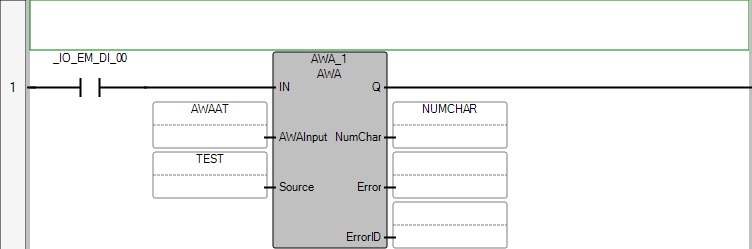 _IO_EM_DI_00
AWA_1
AWA
1
IN Q
AWAAT NUMCHAR
AWAInput NumChar
TEST
Source Error
ErrorID